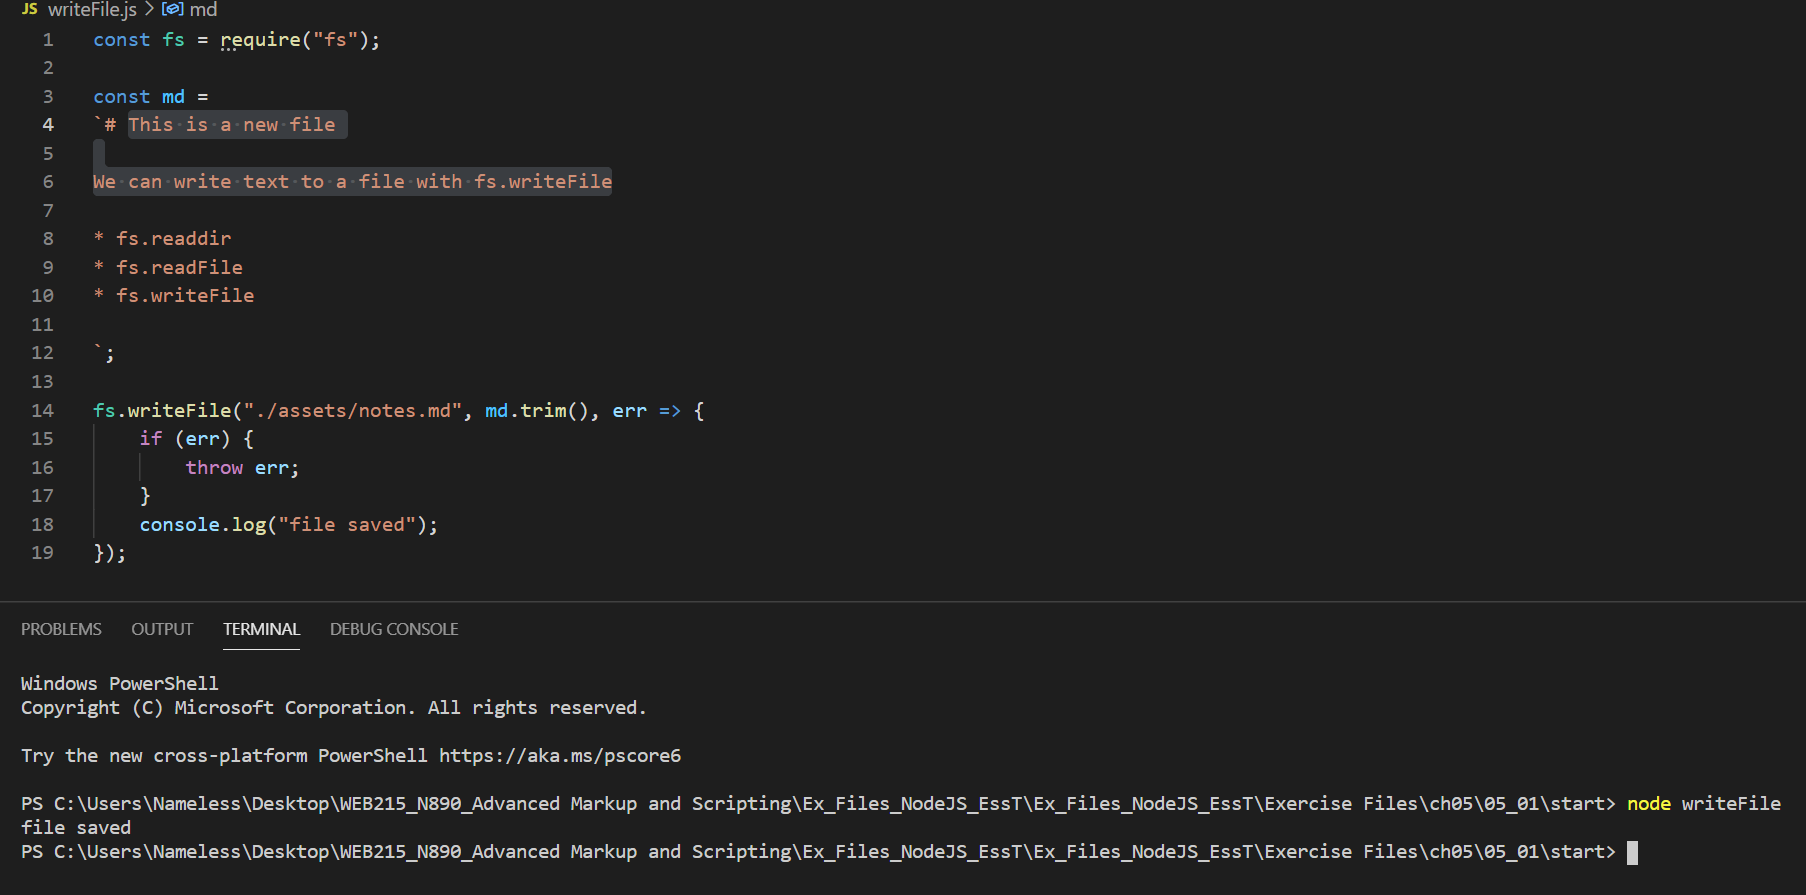 JS writeFile.js > md
1 const fs = require("fs");
2
3 const md =
4 `# This is a new file
5
6 We can write text to a file with fs.writeFile
7
8 * fs.readdir
9 * fs.readFile
10 * fs.writeFile
11
12 `;
13
14 fs.writeFile("./assets/notes.md", md.trim(), err => {
15     if (err) {
16         throw err;
17     }
18     console.log("file saved");
19 });
PROBLEMS OUTPUT TERMINAL DEBUG CONSOLE
Windows PowerShell
Copyright (C) Microsoft Corporation. All rights reserved.
Try the new cross-platform PowerShell https://aka.ms/pscore6
PS C:\Users\Nameless\Desktop\WEB215_N890_Advanced Markup and Scripting\Ex_Files_NodeJS_EssT\Ex_Files_NodeJS_EssT\Exercise Files\ch05\05_01\start> node writeFile
file saved
PS C:\Users\Nameless\Desktop\WEB215_N890_Advanced Markup and Scripting\Ex_Files_NodeJS_EssT\Ex_Files_NodeJS_EssT\Exercise Files\ch05\05_01\start>